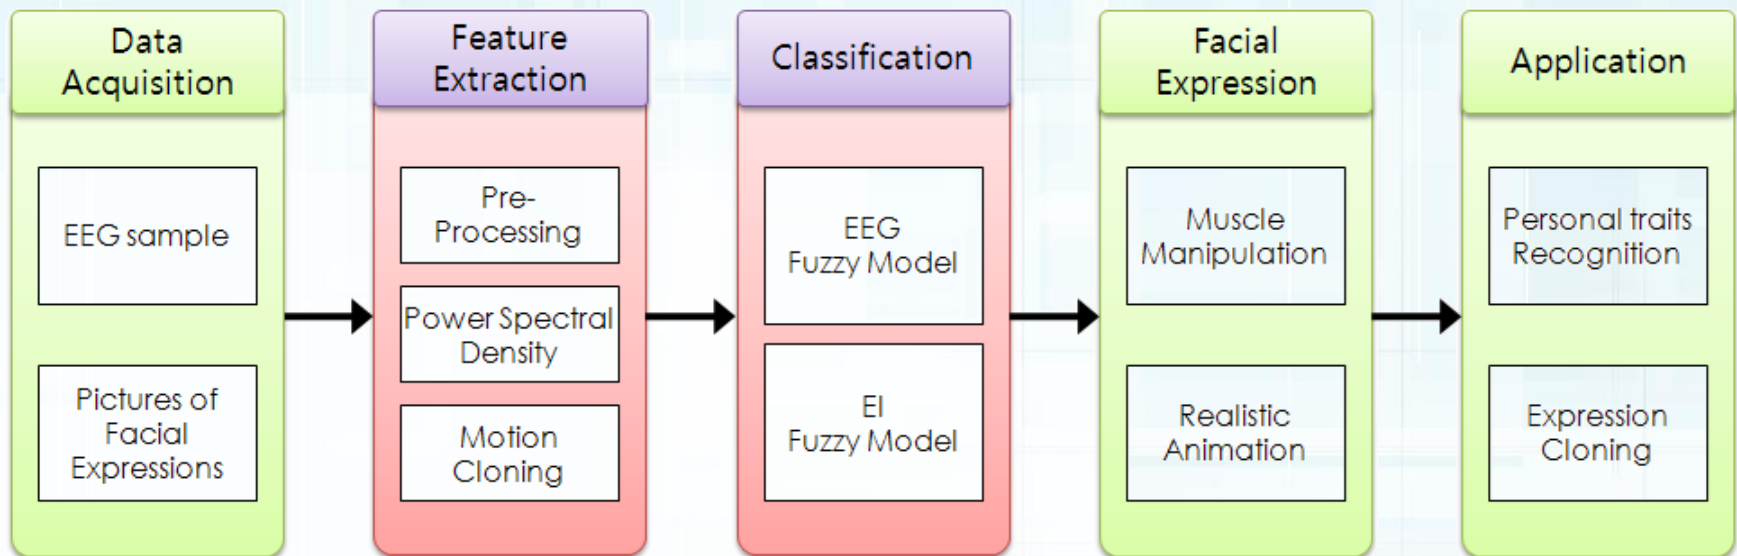 Data
Acquisition
EEG sample
Pictures of
Facial
Expressions
Feature
Extraction
Pre-
Processing
Power Spectral
Density
Motion
Cloning
Classification
EEG
Fuzzy Model
EI
Fuzzy Model
Facial
Expression
Muscle
Manipulation
Realistic
Animation
Application
Personal traits
Recognition
Expression
Cloning